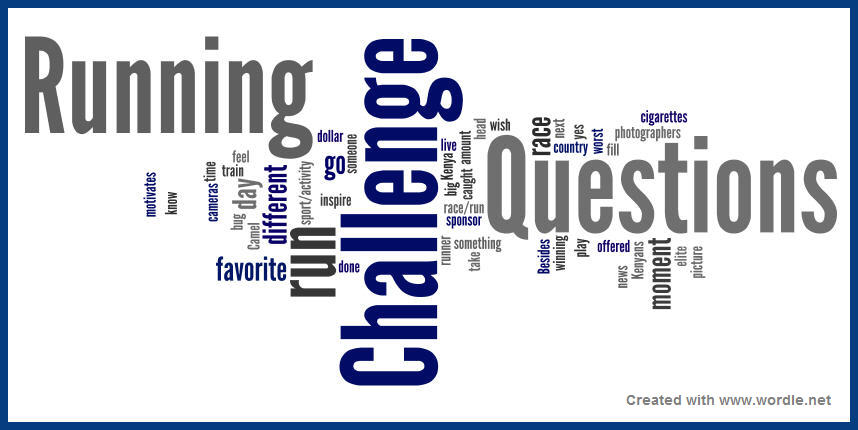 Running
Challenge
Questions
motivates
know
cameras
time
feel
train
bug
day
Camel
different
favorite
sport/activity
run
dollar
go
someone
inspire
done
live
big
Kenya
caught
amount
head
wish
race/run
sponsor
runner
something
take
race
next
country
yes
worst
fill
cigarettes
photographers
Besides
winning
play
offered
news
Kenyans
moment
elite
picture
Created with www.wordle.net